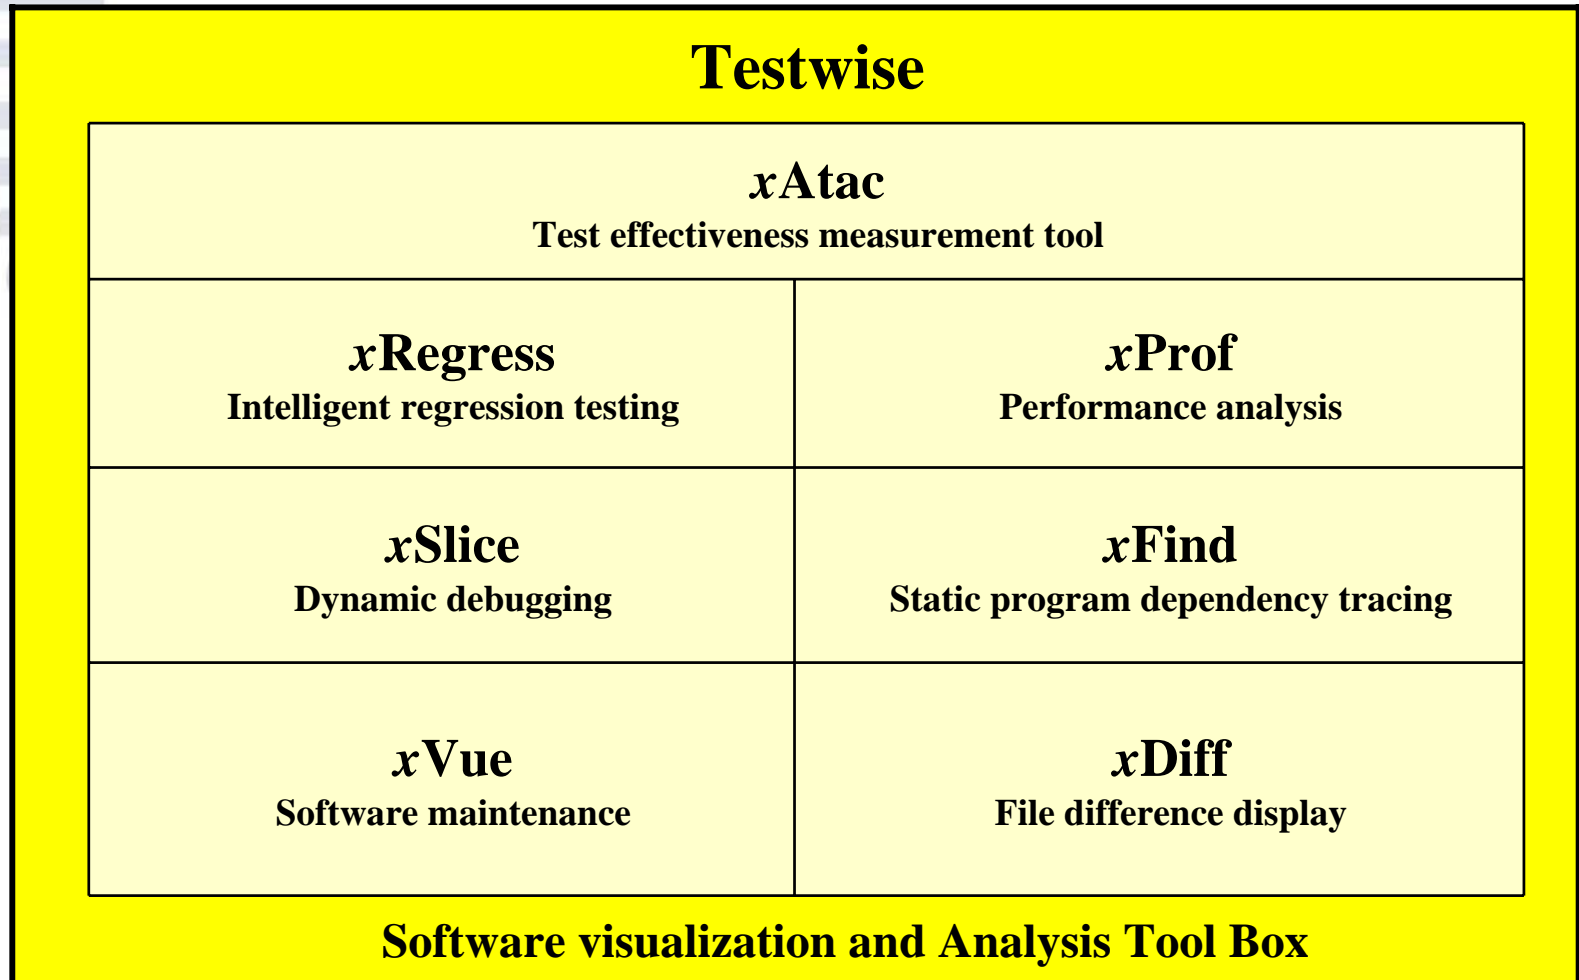 Testwise
xAtac
Test effectiveness measurement tool
xRegress
Intelligent regression testing
xProf
Performance analysis
xSlice
Dynamic debugging
xFind
Static program dependency tracing
xVue
Software maintenance
xDiff
File difference display
Software visualization and Analysis Tool Box